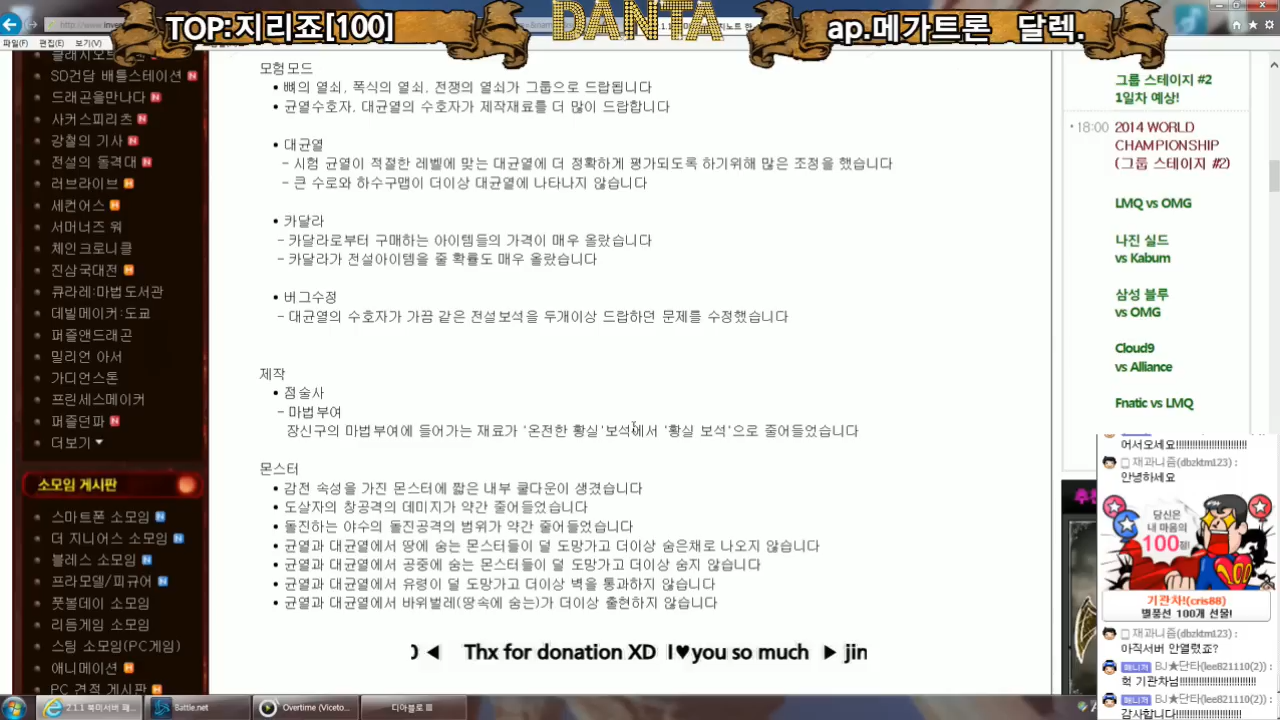 TOP:지리죠[100]
DANTA
ap.메가트론 달렉.
파일(F) 편집(E) 보기(V)
SD건담 배틀스테이션
드래곤을만나다
사커스피리츠
강철의 기사
전설의 돌격대
러브라이브
세컨어스
서머너즈 워
체인크로니클
진삼국대전
큐라레:마법도서관
데빌메이커:도쿄
퍼즐앤드래곤
밀리언 아서
가디언스톤
프린세스메이커
퍼즐던파
더보기
소모임 게시판
스마트폰 소모임
더 지니어스 소모임
블레스 소모임
프라모델/피규어
풋볼데이 소모임
리듬게임 소모임
스팀 소모임(PC게임)
애니메이션
PC 견적 게시판
모험모드
뼈의 열쇠, 폭식의 열쇠, 전쟁의 열쇠가 그룹으로 드랍됩니다
균열수호자, 대균열의 수호자가 제작재료를 더 많이 드랍합니다
대균열
- 시험 균열이 적절한 레벨에 맞는 대균열에 더 정확하게 평가되도록 하기위해 많은 조정을 했습니다
- 큰 수로와 하수구맵이 더이상 대균열에 나타나지 않습니다
카달라
- 카달라로부터 구매하는 아이템들의 가격이 매우 올랐습니다
- 카달라가 전설아이템을 줄 확률도 매우 올랐습니다
버그수정
- 대균열의 수호자가 가끔 같은 전설보석을 두개이상 드랍하던 문제를 수정했습니다
제작
점술사
- 마법부여
장신구의 마법부여에 들어가는 재료가 '온전한 황실'보석에서 '황실 보석'으로 줄어들었습니다
몬스터
감전 속성을 가진 몬스터에 짧은 내부 쿨다운이 생겼습니다
도살자의 창공격의 데미지가 약간 줄어들었습니다
돌진하는 야수의 돌진공격의 범위가 약간 줄어들었습니다
균열과 대균열에서 땅에 숨는 몬스터들이 덜 도망가고 더이상 숨은채로 나오지 않습니다
균열과 대균열에서 공중에 숨는 몬스터들이 덜 도망가고 더이상 숨지 않습니다
균열과 대균열에서 유령이 덜 도망가고 더이상 벽을 통과하지 않습니다
균열과 대균열에서 바위벌레(땅속에 숨는)가 더이상 출현하지 않습니다
그룹 스테이지 #2
1일차 예상!
18:00 2014 WORLD
CHAMPIONSHIP
(그룹 스테이지 #2)
LMQ vs OMG
나진 실드
vs Kabum
삼성 블루
vs OMG
Cloud9
vs Alliance
Fnatic vs LMQ
어서오세요!!!!!!!!!!!!!!!!!!!!!!!!!
재과니즘(dbzktm123) :
안녕하세요
당신은
내 마음의
100점!
기관차!(cris88)
별풍선 100개 선물!
재과니즘(dbzktm123) :
아직서버 안열렸죠?
매니저 BJ★단타(lee821110(2)) :
헉 기관차님!!!!!!!!!!!!!!!!!!!!!!!!!
매니저 BJ★단타(lee821110(2)) :
감사합니다!!!!!!!!!!!!!!!!!!!!!!!
◀ Thx for donation XD I♥you so much ▶ jin
2.1.1 북미서버 패...
Battle.net
Overtime (Viceto...
디아블로 III